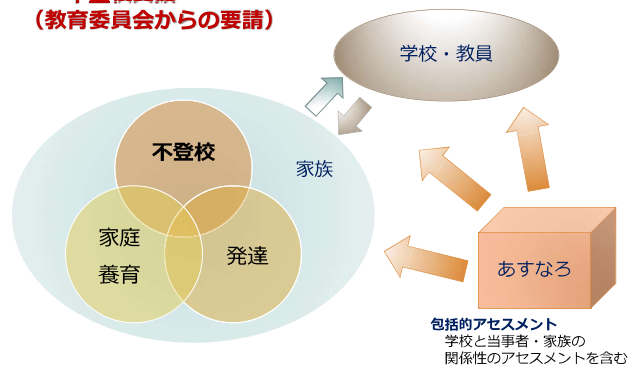 (教育委員会からの要請)
学校・教員
不登校
家族
家庭
養育
発達
あすなろ
包括的アセスメント
学校と当事者・家族の
関係性のアセスメントを含む